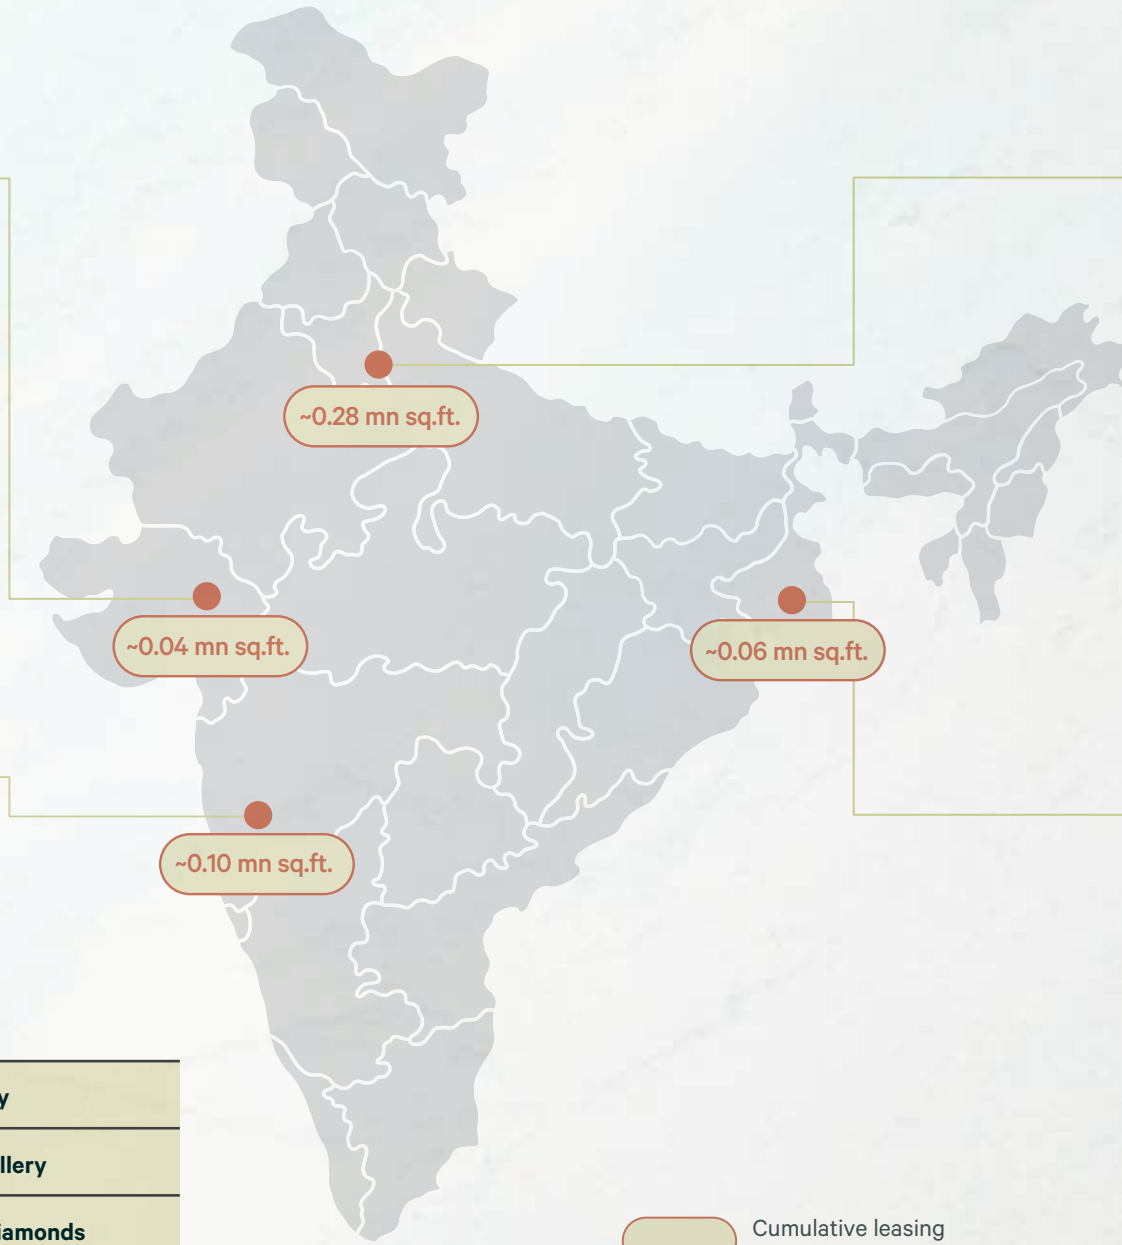 ~0.28 mn sq.ft.
~0.04 mn sq.ft.
~0.06 mn sq.ft.
~0.10 mn sq.ft.
y
llery
iamonds
Cumulative leasing